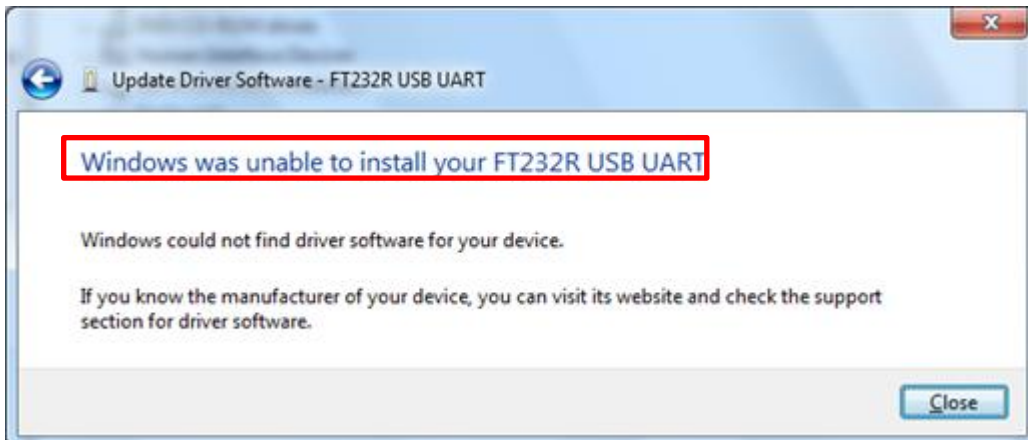 Update Driver Software - FT232R USB UART
Windows was unable to install your FT232R USB UART
Windows could not find driver software for your device.
If you know the manufacturer of your device, you can visit its website and check the support
section for driver software.
Close